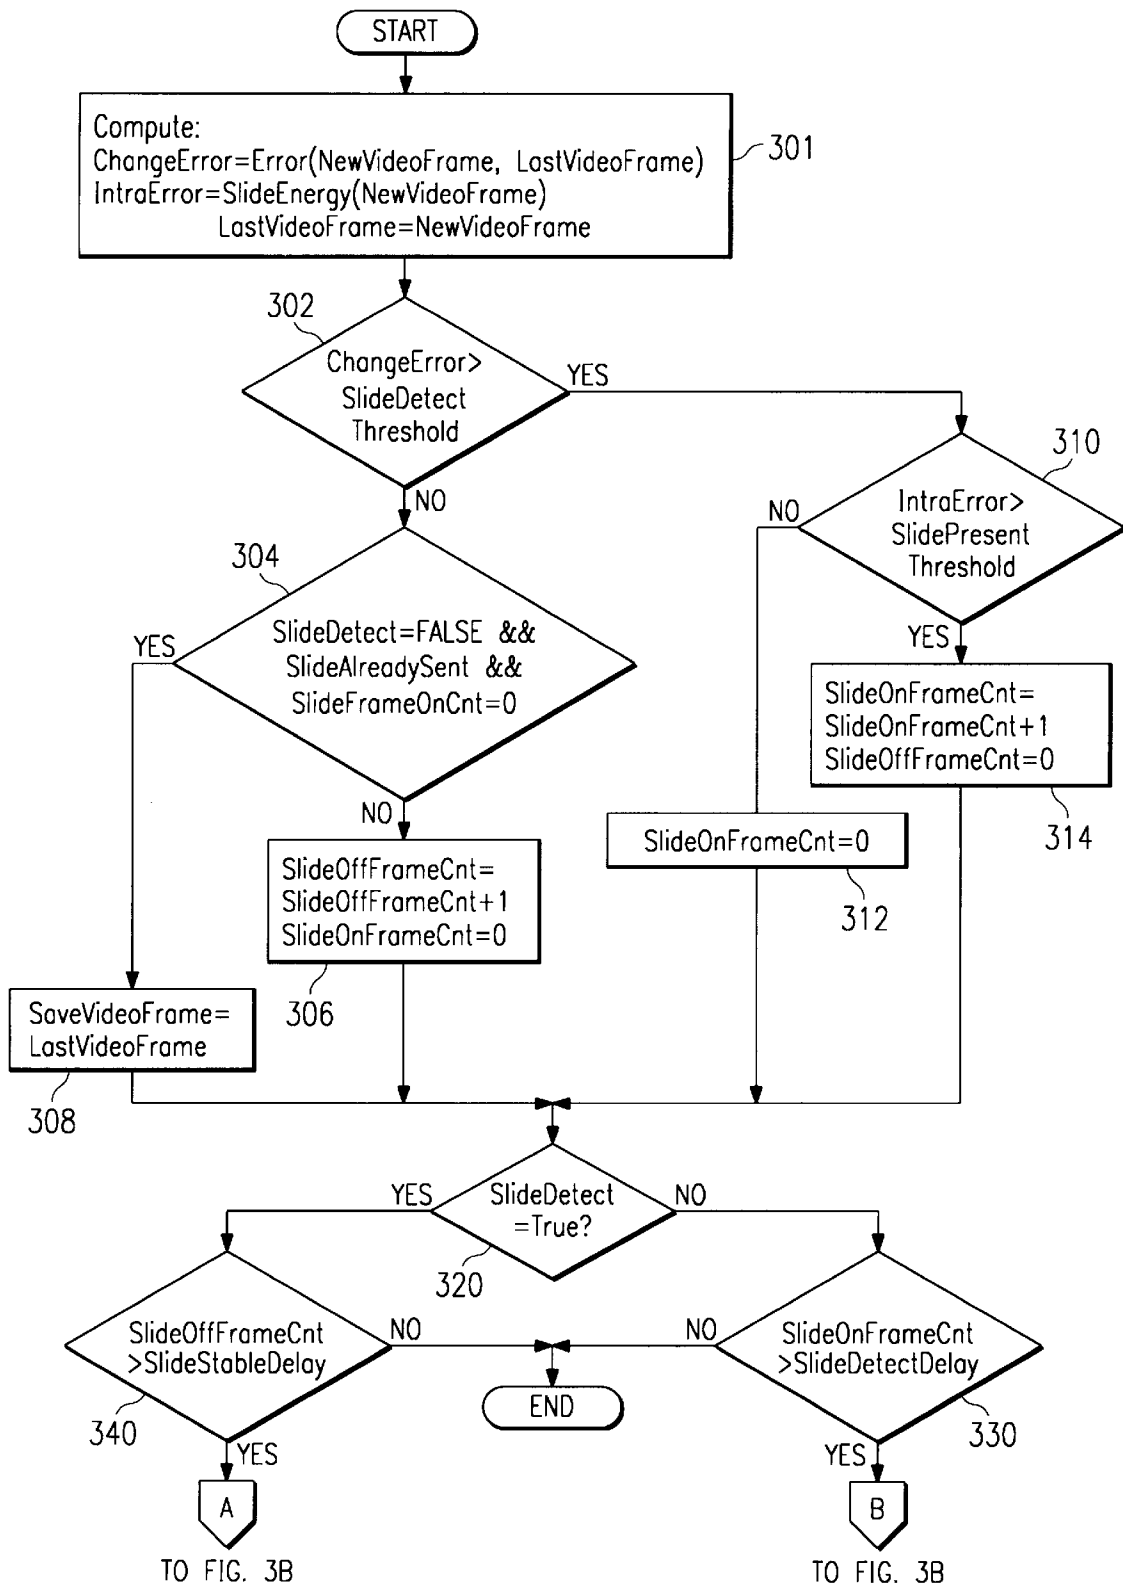 START
Compute:
ChangeError=Error(NewVideoFrame, LastVideoFrame)
IntraError=SlideEnergy(NewVideoFrame)
LastVideoFrame=NewVideoFrame
301
302
ChangeError>
SlideDetect
Threshold
YES
NO
310
IntraError>
SlidePresent
Threshold
NO
YES
304
SlideDetect=FALSE &&
SlideAlreadySent &&
SlideFrameOnCnt=0
YES
NO
SlideOnFrameCnt=
SlideOnFrameCnt+1
SlideOffFrameCnt=0
314
SlideOnFrameCnt=0
312
SlideOffFrameCnt=
SlideOffFrameCnt+1
SlideOnFrameCnt=0
306
SaveVideoFrame=
LastVideoFrame
308
YES
SlideDetect
=True?
NO
320
SlideOffFrameCnt
>SlideStableDelay
NO
340
YES
NO
SlideOnFrameCnt
>SlideDetectDelay
330
YES
END
A
TO FIG. 3B
B
TO FIG. 3B